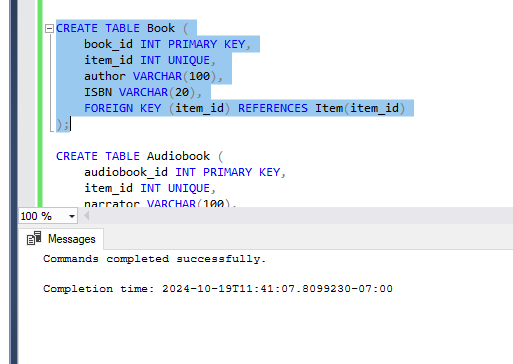 CREATE TABLE Book (
book_id INT PRIMARY KEY,
item_id INT UNIQUE,
author VARCHAR(100),
ISBN VARCHAR(20),
FOREIGN KEY (item_id) REFERENCES Item(item_id)
);
CREATE TABLE Audiobook (
audiobook_id INT PRIMARY KEY,
item_id INT UNIQUE,
narrator VARCHAR(100),
100 %
Messages
Commands completed successfully.
Completion time: 2024-10-19T11:41:07.8099230-07:00